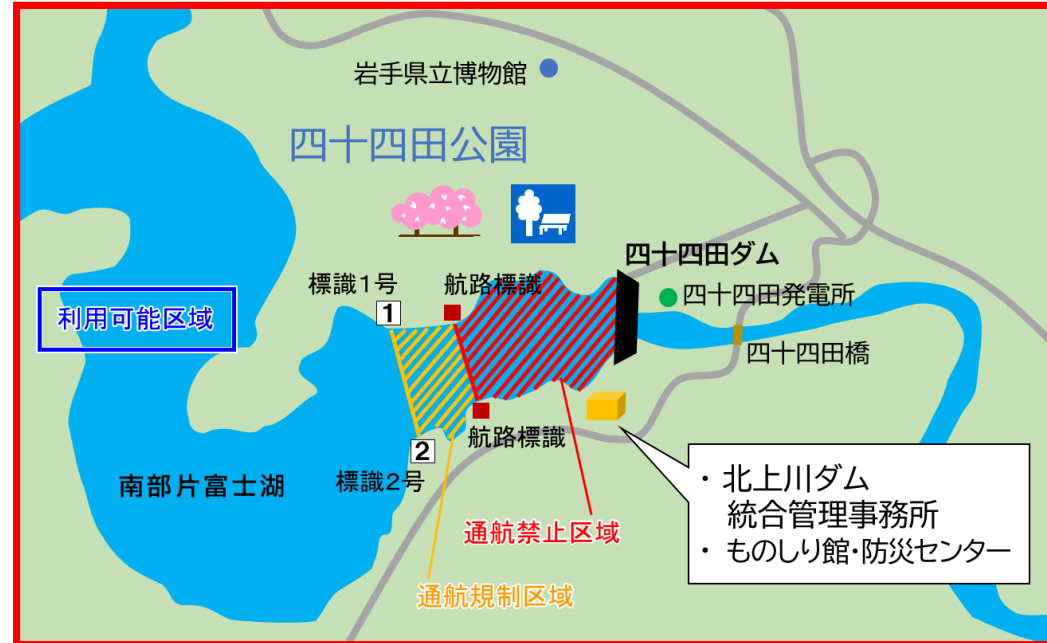 岩手県立博物館
四十四田公園
四十四田ダム
標識1号
航路標識
四十四田発電所
利用可能区域
1
四十四田橋
航路標識
2
標識2号
南部片富士湖
・北上川ダム
統合管理事務所
・ものしり館・防災センター
通航禁止区域
通航規制区域